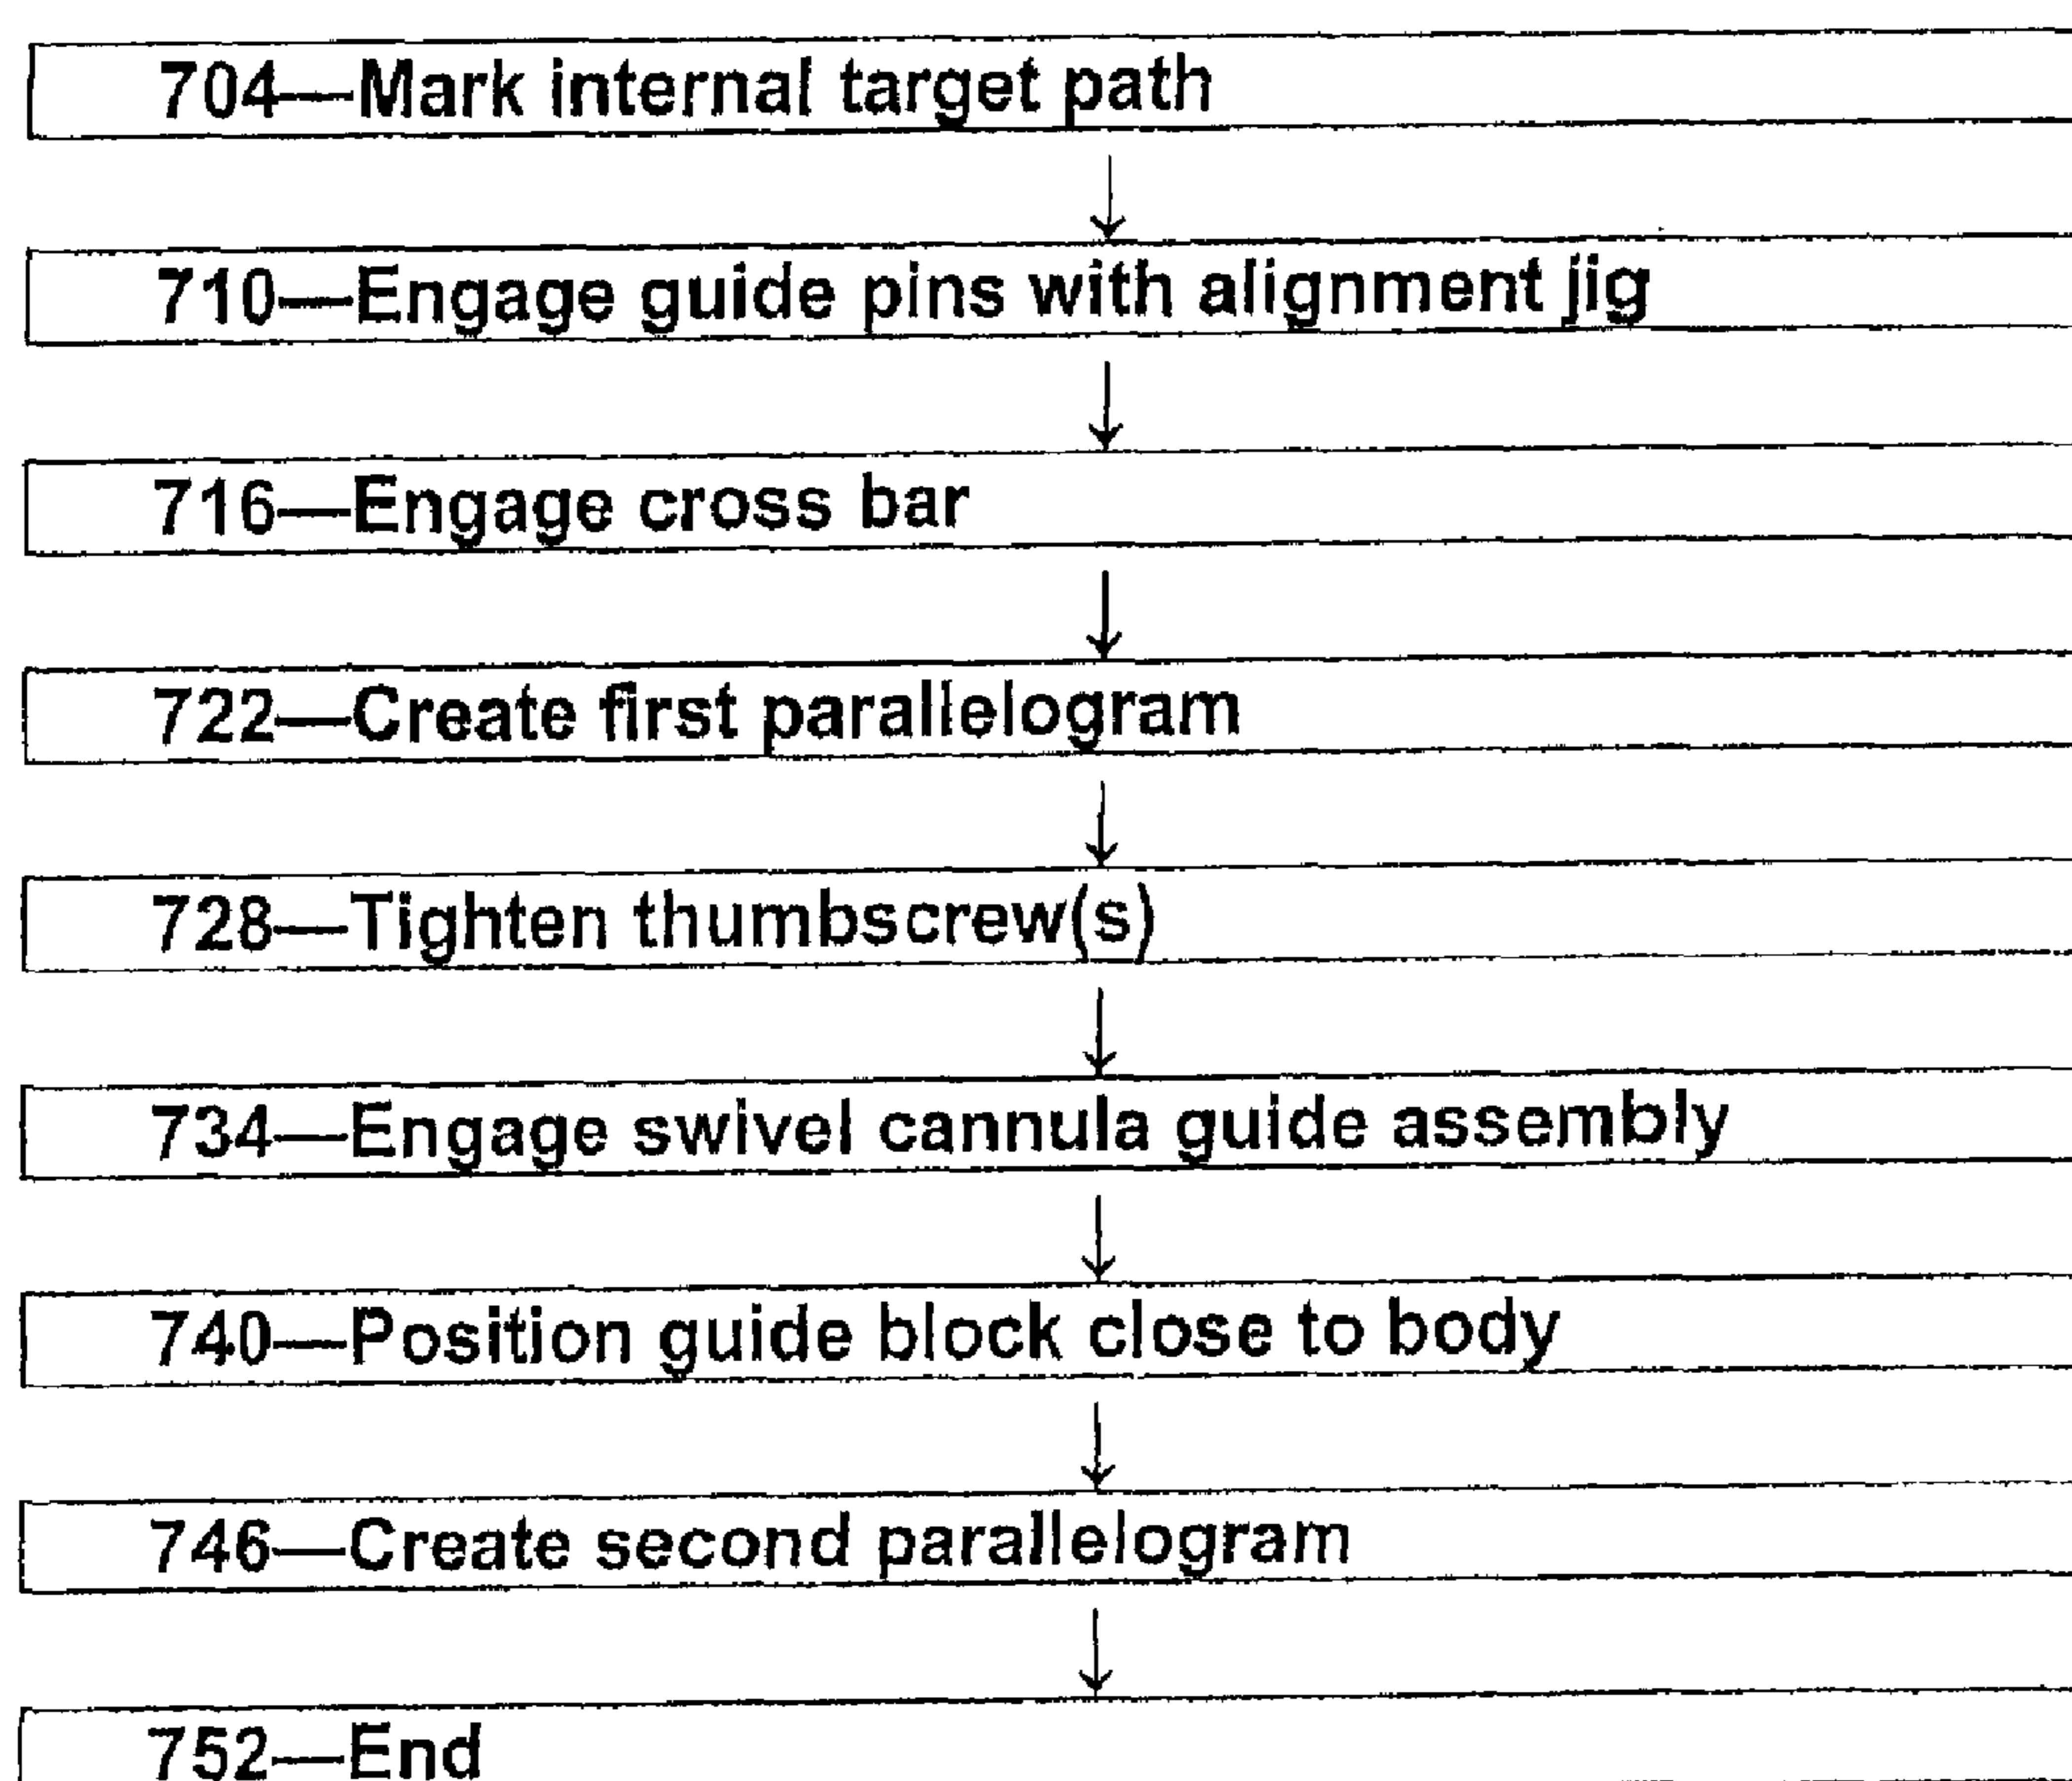 704—Mark internal target path
710—Engage guide pins with alignment jig
716—Engage cross bar
722—Create first parallelogram
728—Tighten thumbscrew(s)
734—Engage swivel cannula guide assembly
740—Position guide block close to body
746—Create second parallelogram
752—End